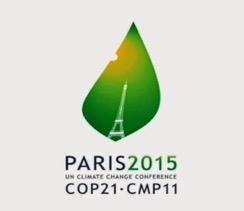 PARIS2015
UN CLIMATE CHANGE CONFERENCE
COP21·CMP11